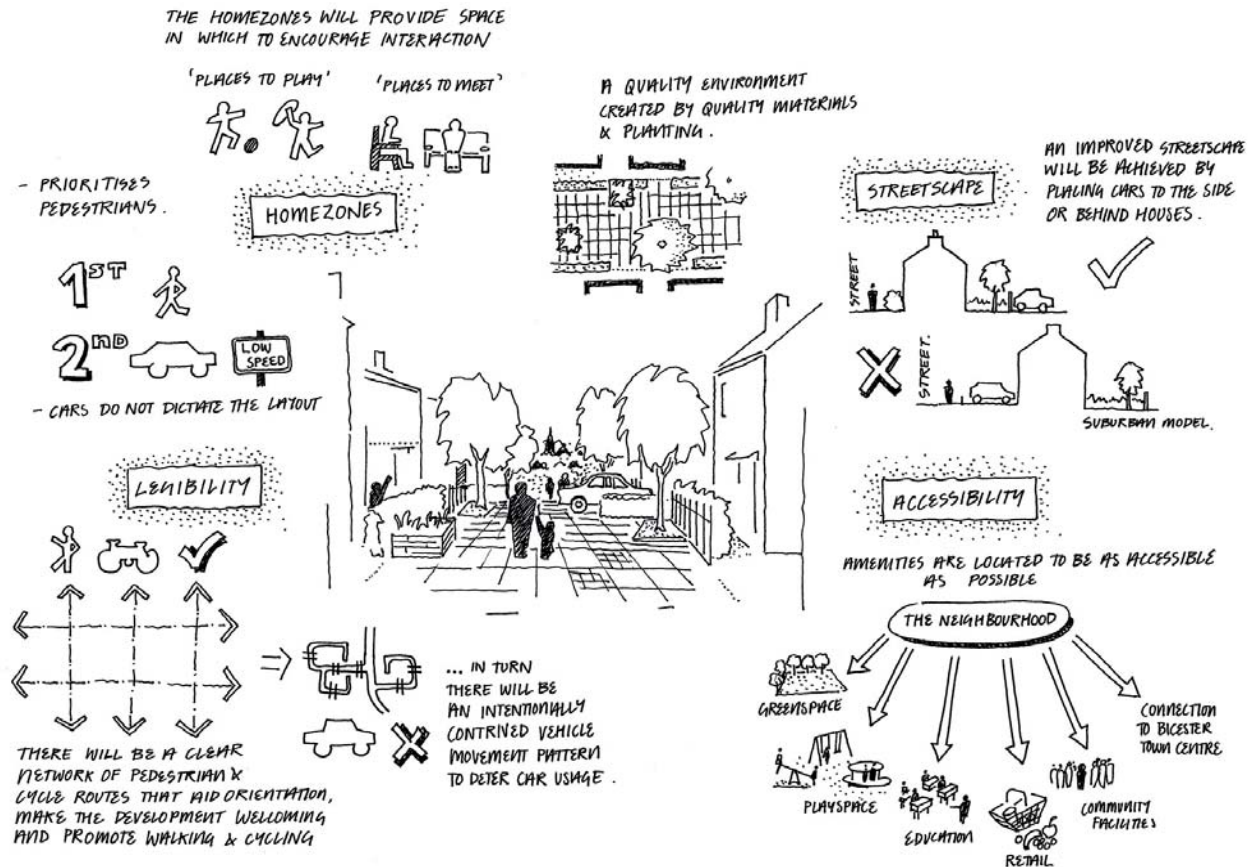 THE HOMEZONES WILL PROVIDE SPACE
IN WHICH TO ENCOURAGE INTERACTION
'PLACES TO PLAY'
'PLACES TO MEET'
- PRIORITISES
PEDESTRIANS.
HOMEZONES
1ST
2ND
LOW
SPEED
- CARS DO NOT DICTATE THE LAYOUT
A QUALITY ENVIRONMENT
CREATED BY QUALITY MATERIALS
& PLANTING.
STREETSCAPE
AN IMPROVED STREETSCAPE
WILL BE ACHIEVED BY
PLACING CARS TO THE SIDE
OR BEHIND HOUSES.
STREET
STREET.
SUBURBAN MODEL.
LEGIBILITY
THERE WILL BE A CLEAR
NETWORK OF PEDESTRIAN &
CYCLE ROUTES THAT AID ORIENTATION,
MAKE THE DEVELOPMENT WELCOMING
AND PROMOTE WALKING & CYCLING
... IN TURN
THERE WILL BE
AN INTENTIONALLY
CONTRIVED VEHICLE
MOVEMENT PATTERN
TO DETER CAR USAGE.
ACCESSIBILITY
AMENITIES ARE LOCATED TO BE AS ACCESSIBLE
AS POSSIBLE
THE NEIGHBOURHOOD
GREENSPACE
PLAYSPACE
EDUCATION
RETAIL
COMMUNITY
FACILITIES
CONNECTION
TO BICESTER
TOWN CENTRE